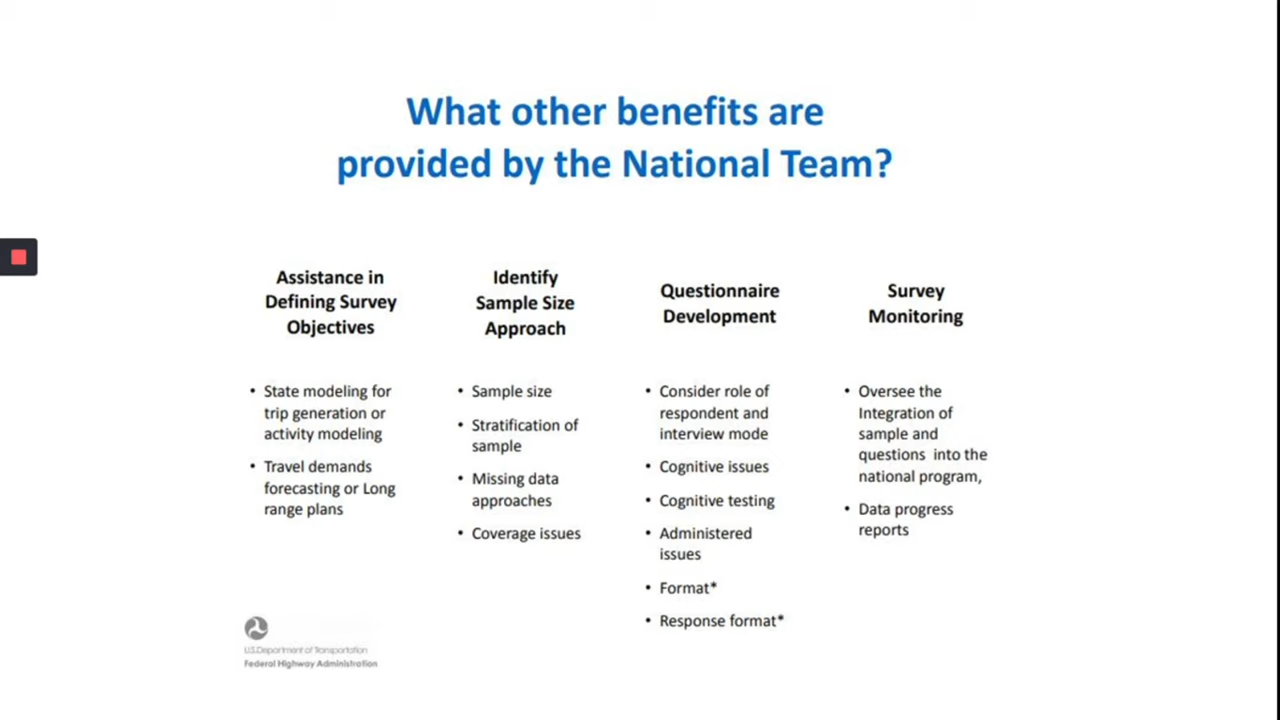 What other benefits are
provided by the National Team?
Assistance in
Defining Survey
Objectives
• State modeling for
trip generation or
activity modeling
• Travel demands
forecasting or Long
range plans
Identify
Sample Size
Approach
• Sample size
• Stratification of
sample
• Missing data
approaches
• Coverage issues
Questionnaire
Development
• Consider role of
respondent and
interview mode
• Cognitive issues
• Cognitive testing
• Administered
issues
• Format*
• Response format*
Survey
Monitoring
• Oversee the
Integration of
sample and
questions into the
national program,
• Data progress
reports
U.S.Department of Transportation
Federal Highway Administration